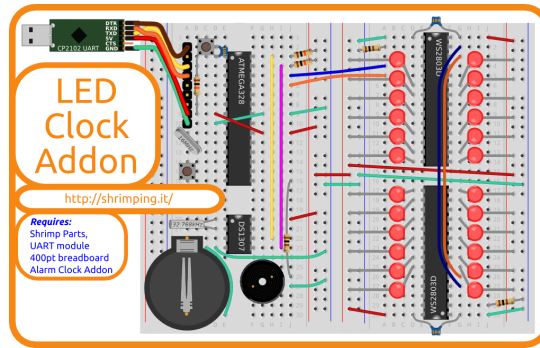 DTR
RXD
TXD
5V
CTS
GND
CP2102 UART
LED
Clock
Addon
http://shrimping.it/
Requires:
Shrimp Parts,
UART module
400pt breadboard
Alarm Clock Addon
ATMEGA328
32.768kHz
DS1307
WS2803D
WS2803D